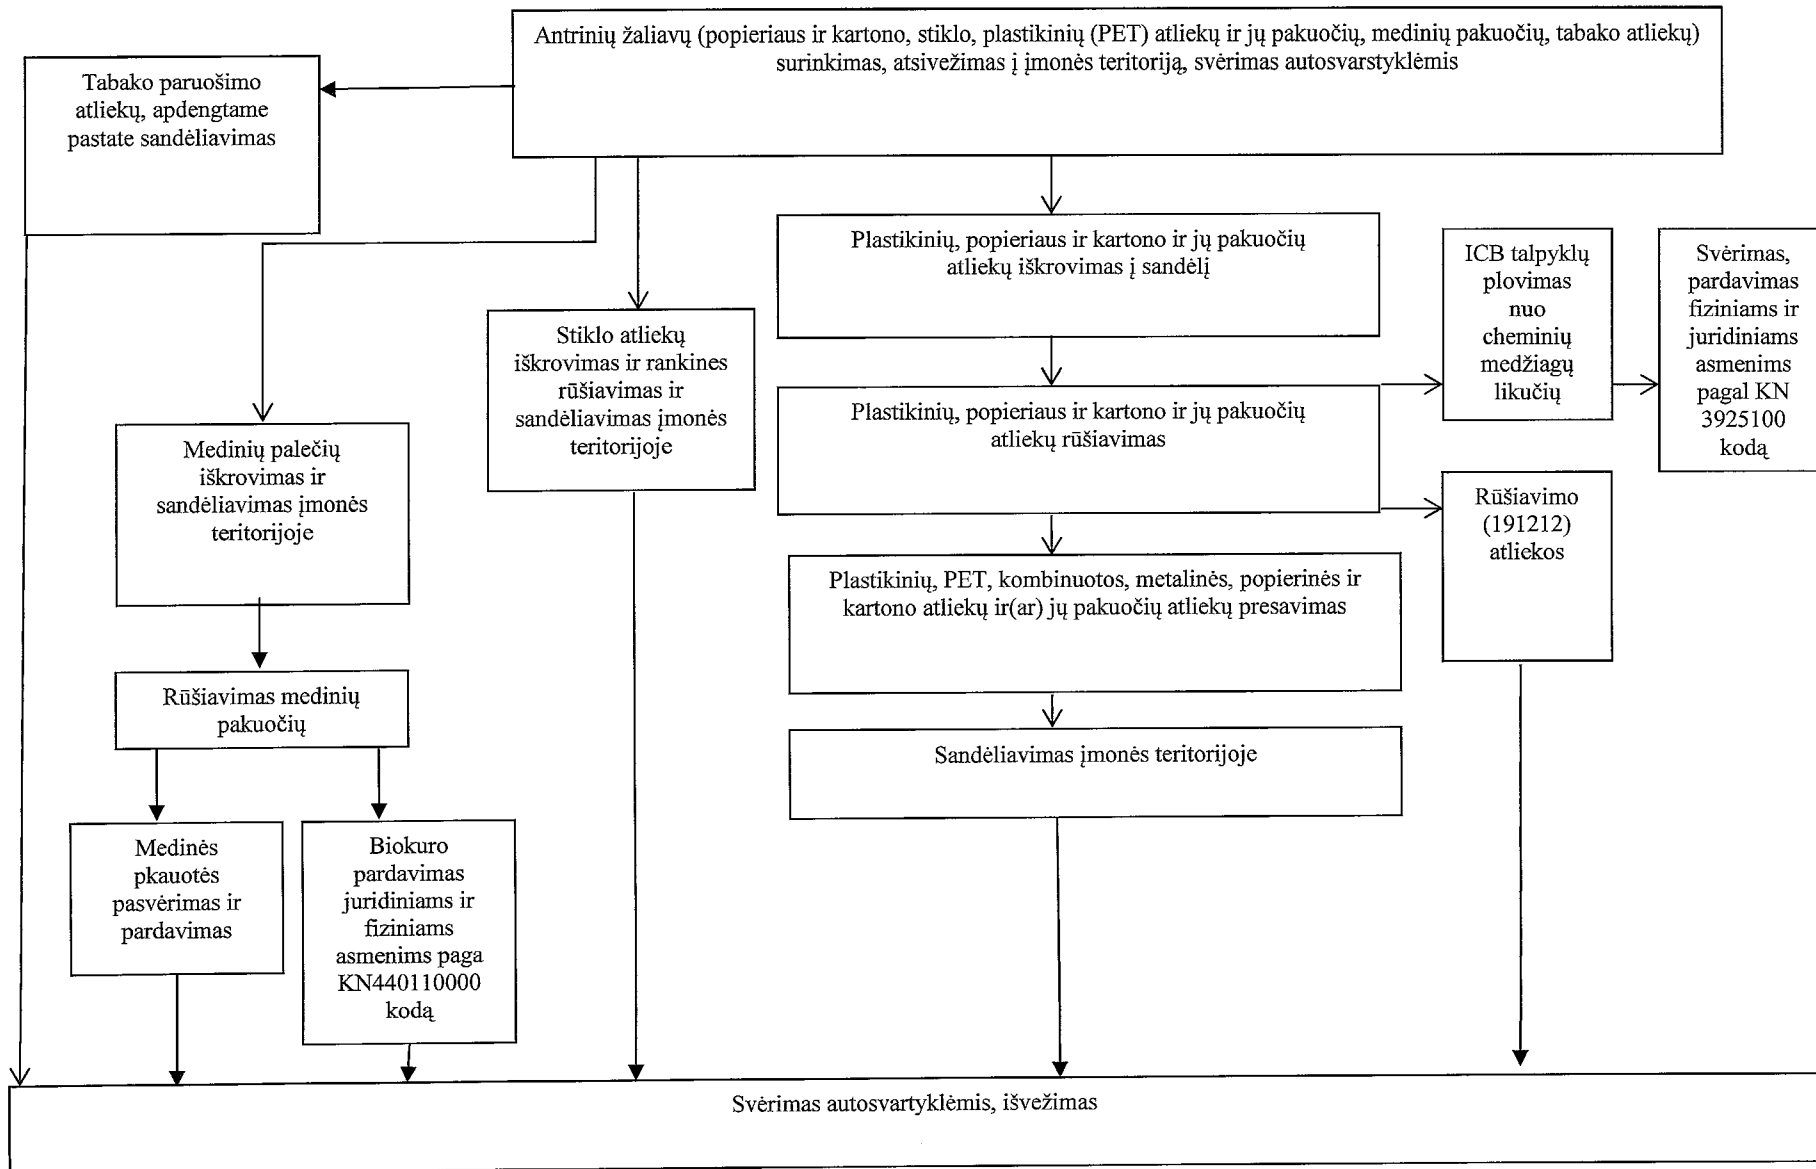 Antrinių žaliavų (popieriaus ir kartono, stiklo, plastikinių (PET) atliekų ir jų pakuočių, medinių pakuočių, tabako atliekų)
surinkimas, atsivežimas į įmonės teritoriją, svėrimas autosvarstyklėmis
Tabako paruošimo
atliekų, apdengtame
pastate sandėliavimas
Plastikinių, popieriaus ir kartono ir jų pakuočių
atliekų iškrovimas į sandėlį
ICB talpyklų
plovimas
nuo
cheminių
medžiagų
likučių
Svėrimas,
pardavimas
fiziniams ir
juridiniams
asmenims
pagal KN
3925100
kodą
Stiklo atliekų
iškrovimas ir rankines
rūšiavimas ir
sandėliavimas įmonės
teritorijoje
Plastikinių, popieriaus ir kartono ir jų pakuočių
atliekų rūšiavimas
Medinių palečių
iškrovimas ir
sandėliavimas įmonės
teritorijoje
Rūšiavimo
(191212)
atliekos
Plastikinių, PET, kombinuotos, metalinės, popierinės ir
kartono atliekų ir(ar) jų pakuočių atliekų presavimas
Rūšiavimas medinių
pakuočių
Sandėliavimas įmonės teritorijoje
Medinės
pkauotės
pasvėrimas ir
pardavimas
Biokuro
pardavimas
juridiniams ir
fiziniams
asmenims paga
KN440110000
kodą
Svėrimas autosvartyklėmis, išvežimas